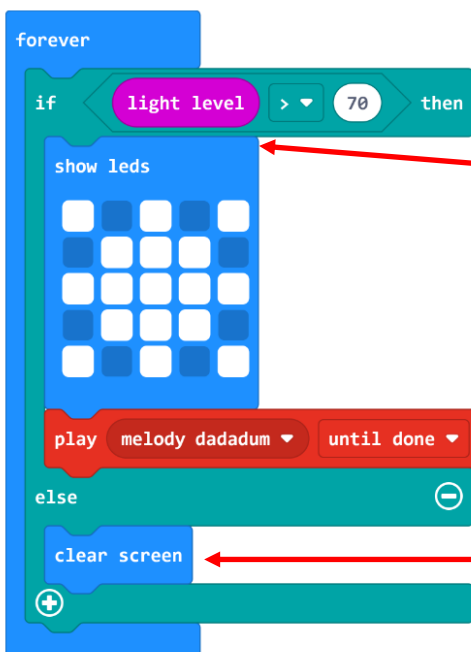 forever
if light level > 70 then
show leds
play melody dadadum until done
else
clear screen